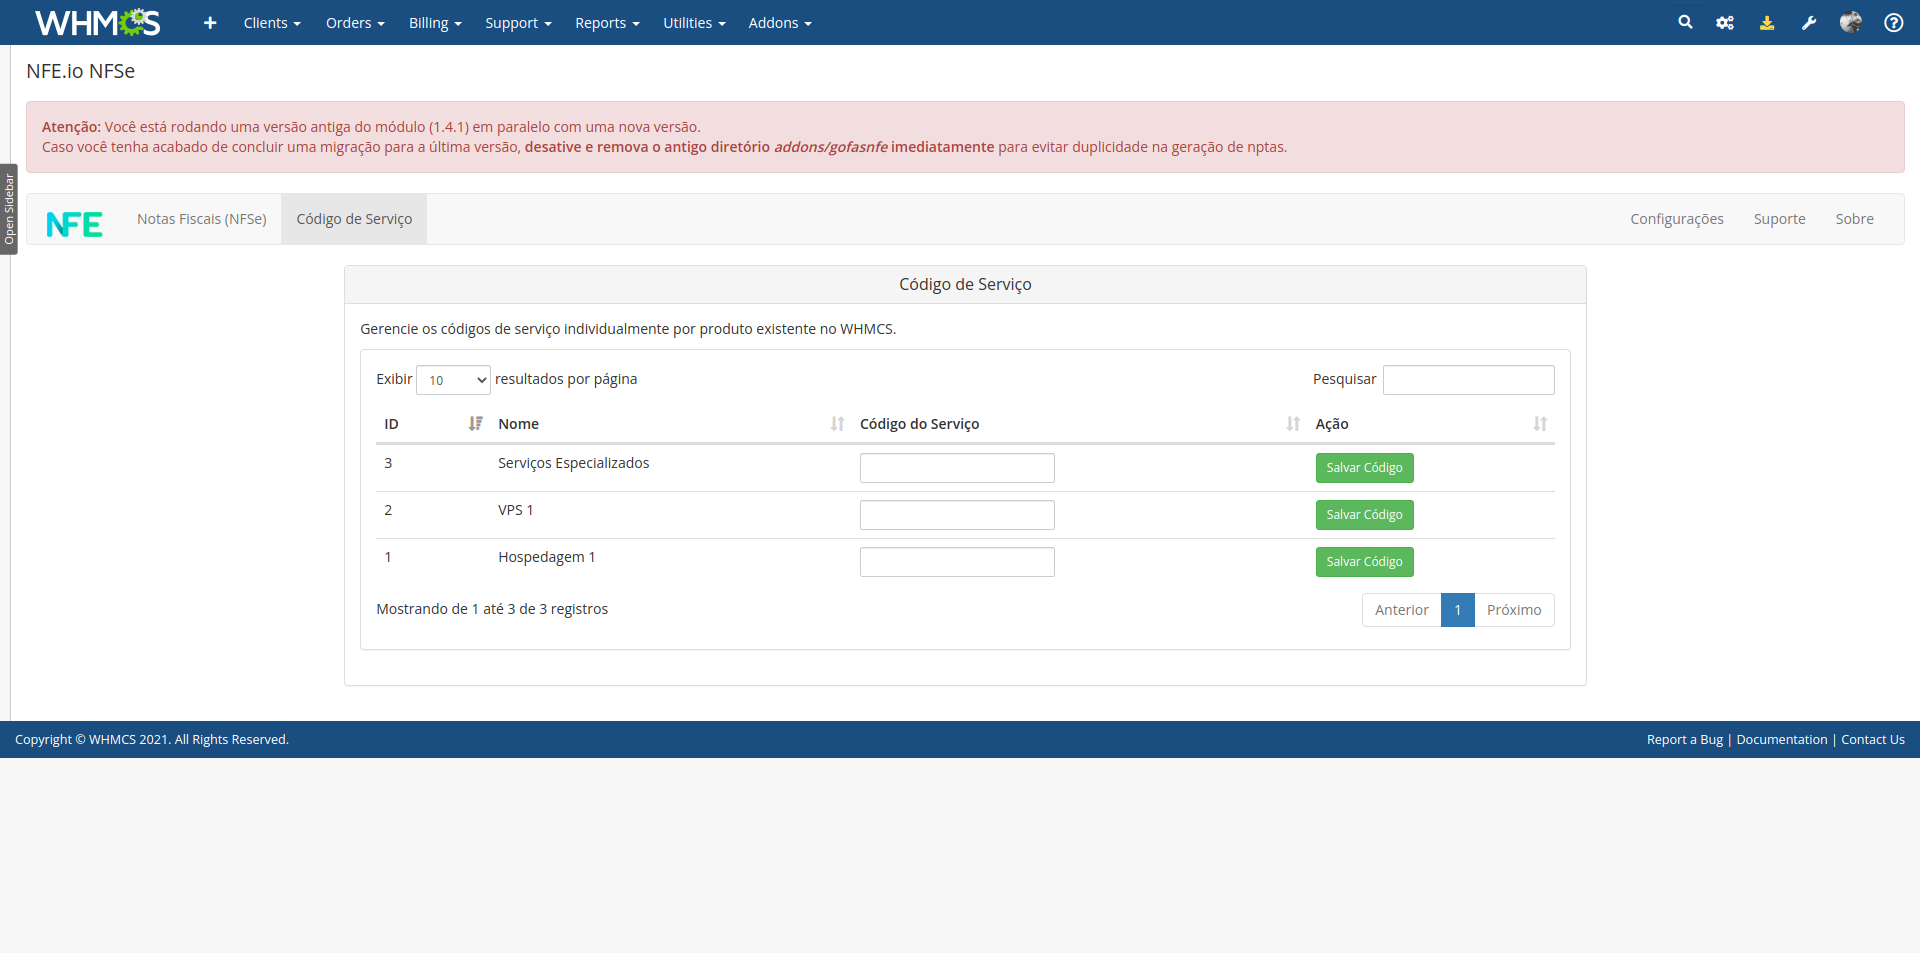 WHMCS + Clients Orders Billing Support Reports Utilities Addons
NFE.io NFSe
Atenção: Você está rodando uma versão antiga do módulo (1.4.1) em paralelo com uma nova versão.
Caso você tenha acabado de concluir uma migração para a última versão, desative e remova o antigo diretório addons/gofasnfe imediatamente para evitar duplicidade na geração de nptas.
Open Sidebar
NFE Notas Fiscais (NFSe) Código de Serviço Configurações Suporte Sobre
Código de Serviço
Gerencie os códigos de serviço individualmente por produto existente no WHMCS.
Exibir 10 resultados por página Pesquisar
ID Nome Código do Serviço Ação
3 Serviços Especializados Salvar Código
2 VPS 1 Salvar Código
1 Hospedagem 1 Salvar Código
Mostrando de 1 até 3 de 3 registros Anterior 1 Próximo
Copyright © WHMCS 2021. All Rights Reserved. Report a Bug | Documentation | Contact Us